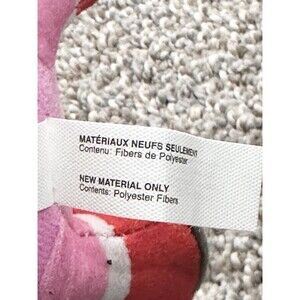 MATÉRIAUX NEUFS SEULEMENT
Contenu: Fibers de Polyester
NEW MATERIAL ONLY
Contents: Polyester Fibers